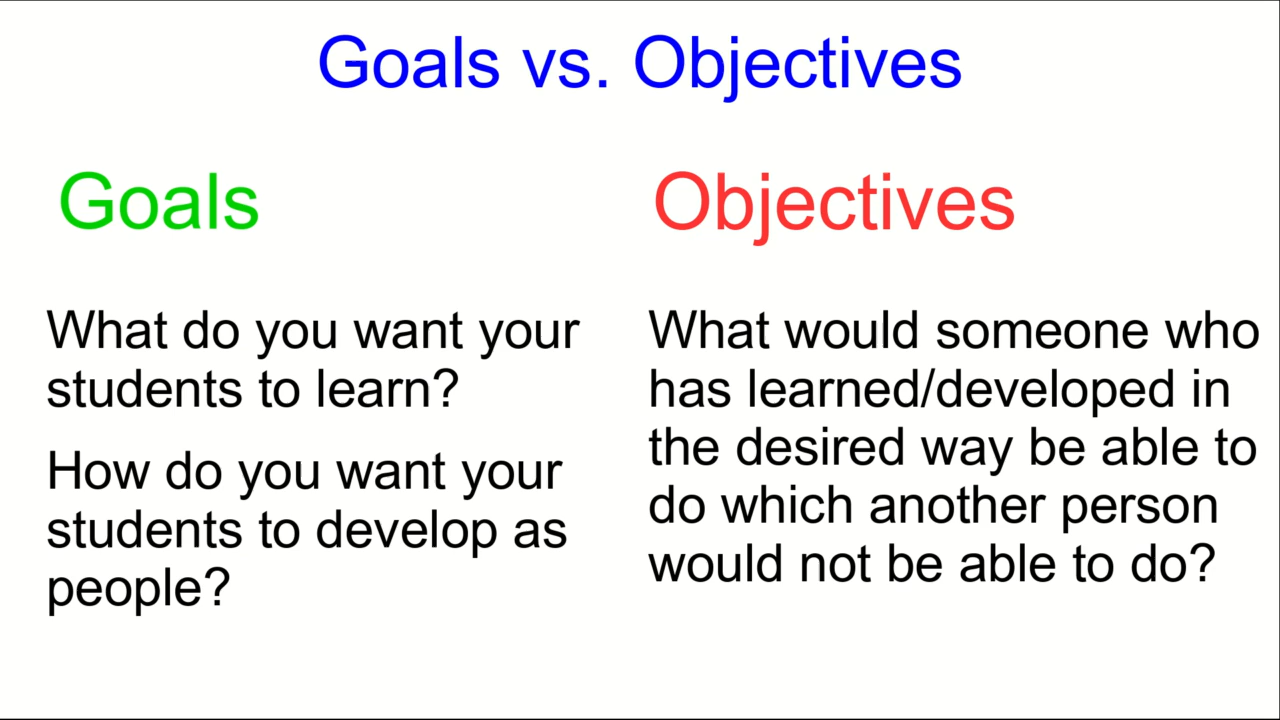 Goals vs. Objectives
Goals
What do you want your
students to learn?
How do you want your
students to develop as
people?
Objectives
What would someone who
has learned/developed in
the desired way be able to
do which another person
would not be able to do?